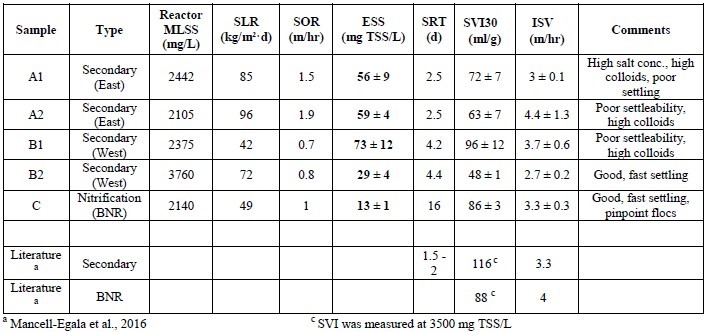 Sample Type Reactor MLSS (mg/L) SLR (kg/m²·d) SOR (m/hr) ESS (mg TSS/L) SRT (d) SVI30 (ml/g) ISV (m/hr) Comments
A1 Secondary (East) 2442 85 1.5 56 ± 9 2.5 72 ± 7 3 ± 0.1 High salt conc., high colloids, poor settling
A2 Secondary (East) 2105 96 1.9 59 ± 4 2.5 63 ± 7 4.4 ± 1.3 Poor settleability, high colloids
B1 Secondary (West) 2375 42 0.7 73 ± 12 4.2 96 ± 12 3.7 ± 0.6 Poor settleability, high colloids
B2 Secondary (West) 3760 72 0.8 29 ± 4 4.4 48 ± 1 2.7 ± 0.2 Good, fast settling
C Nitrification (BNR) 2140 49 1 13 ± 1 16 86 ± 3 3.3 ± 0.3 Good, fast settling, pinpoint flocs
Literature a Secondary 1.5 - 2 116 c 3.3
Literature a BNR 88 c 4
a Mancell-Egala et al., 2016 c SVI was measured at 3500 mg TSS/L